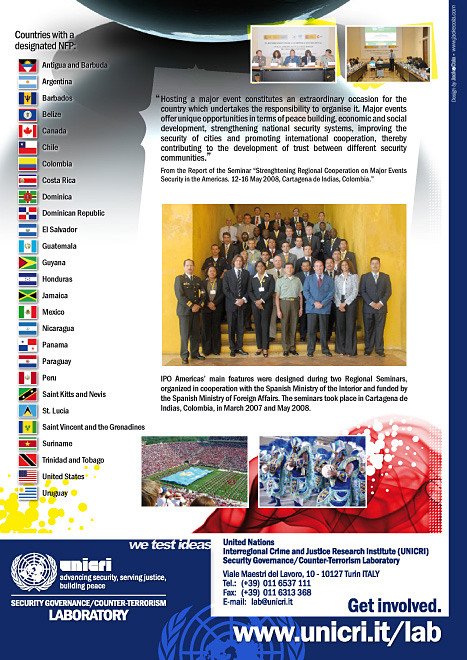 Countries with a
designated NFP:
Antigua and Barbuda
Argentina
Barbados
Belize
Canada
Chile
Colombia
Costa Rica
Dominica
Dominican Republic
El Salvador
Guatemala
Guyana
Honduras
Jamaica
Mexico
Nicaragua
Panama
Paraguay
Peru
Saint Kitts and Nevis
St. Lucia
Saint Vincent and the Grenadines
Suriname
Trinidad and Tobago
United States
Uruguay
"Hosting a major event constitutes an extraordinary occasion for the
country which undertakes the responsibility to organise it. Major events
offer unique opportunities in terms of peace building, economic and social
development, strengthening national security systems, improving the
security of cities and promoting international cooperation, thereby
contributing to the development of trust between different security
communities."
From the Report of the Seminar "Strenghtening Regional Cooperation on Major Events
Security in the Americas. 12-16 May 2008, Cartagena de Indias, Colombia."
IPO Americas' main features were designed during two Regional Seminars,
organized in cooperation with the Spanish Ministry of the Interior and funded by
the Spanish Ministry of Foreign Affairs. The seminars took place in Cartagena de
Indias, Colombia, in March 2007 and May 2008.
we test ideas
unicri
advancing security, serving justice,
building peace
SECURITY GOVERNANCE/COUNTER-TERRORISM
LABORATORY
United Nations
Interregional Crime and Justice Research Institute (UNICRI)
Security Governance/Counter-Terrorism Laboratory
Viale Maestri del Lavoro, 10 - 10127 Turin ITALY
Tel.: (+39) 011 6537 111
Fax: (+39) 011 6313 368
E-mail: lab@unicri.it
Get involved.
www.unicri.it/lab